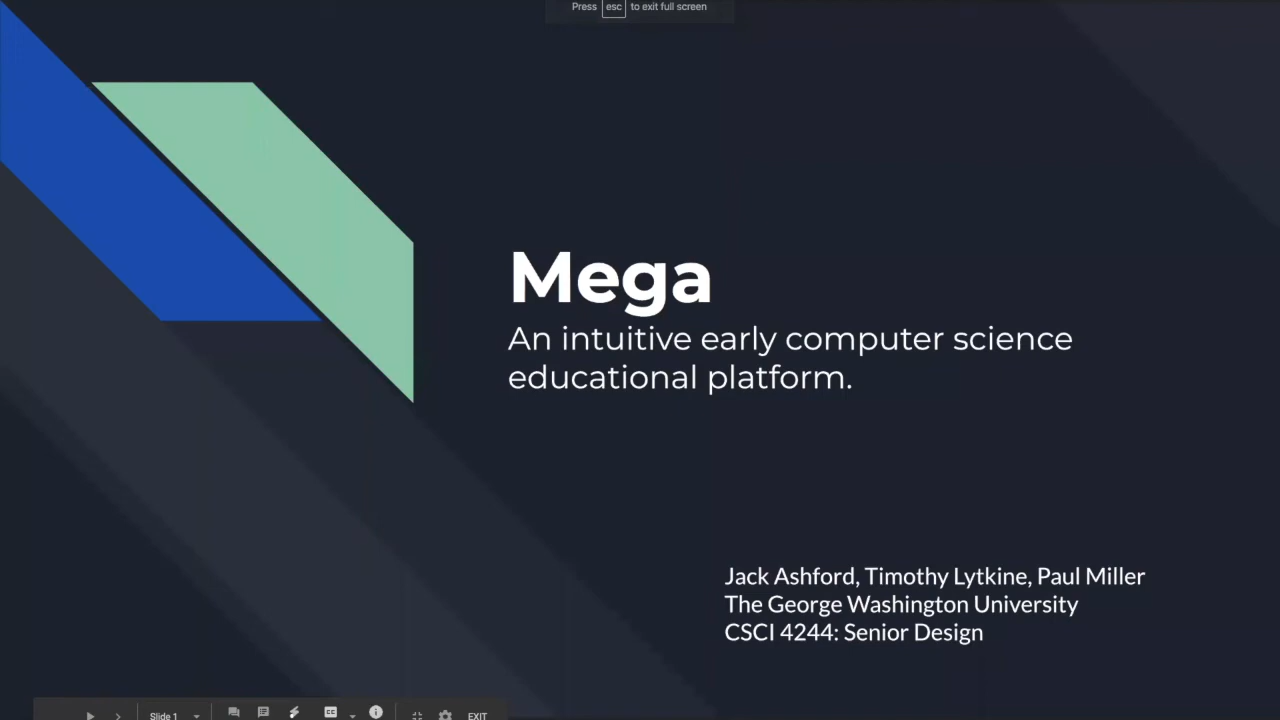 Press esc to exit full screen
Mega
An intuitive early computer science
educational platform.
Jack Ashford, Timothy Lytkine, Paul Miller
The George Washington University
CSCI 4244: Senior Design
Slide 1 CC EXIT